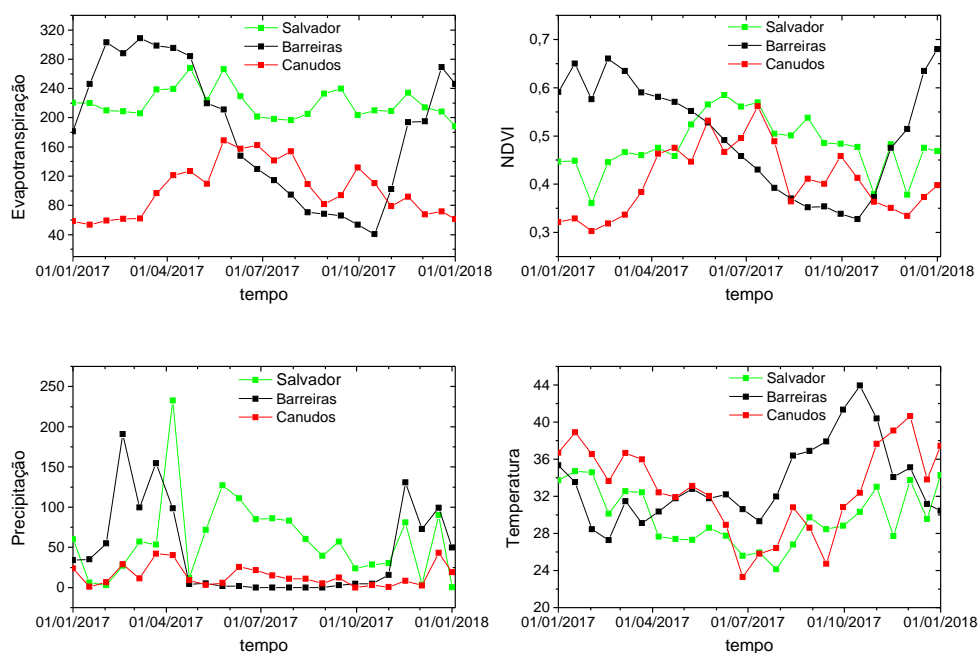 Evapotranspiração
320
280
240
200
160
120
80
40
Salvador
Barreiras
Canudos
01/01/2017 01/04/2017 01/07/2017 01/10/2017 01/01/2018
tempo
NDVI
0,7
0,6
0,5
0,4
0,3
Salvador
Barreiras
Canudos
01/01/2017 01/04/2017 01/07/2017 01/10/2017 01/01/2018
tempo
Precipitação
250
200
150
100
50
0
Salvador
Barreiras
Canudos
01/01/2017 01/04/2017 01/07/2017 01/10/2017 01/01/2018
tempo
Temperatura
44
40
36
32
28
24
20
Salvador
Barreiras
Canudos
01/01/2017 01/04/2017 01/07/2017 01/10/2017 01/01/2018
tempo